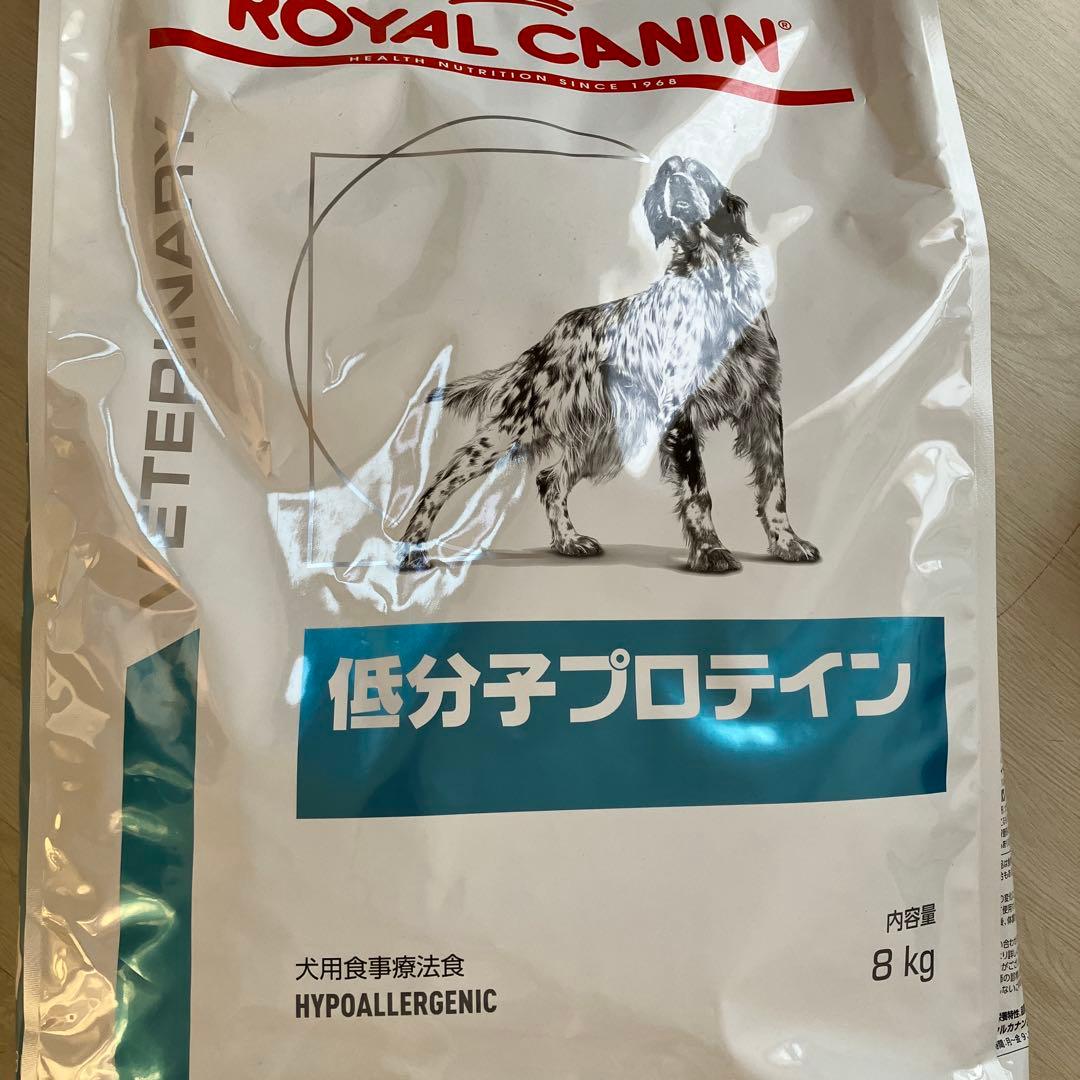 ROYAL CANIN®
HEALTH NUTRITION SINCE 1968
VETERINARY
低分子プロテイン
内容量
8 kg
犬用食事療法食
HYPOALLERGENIC